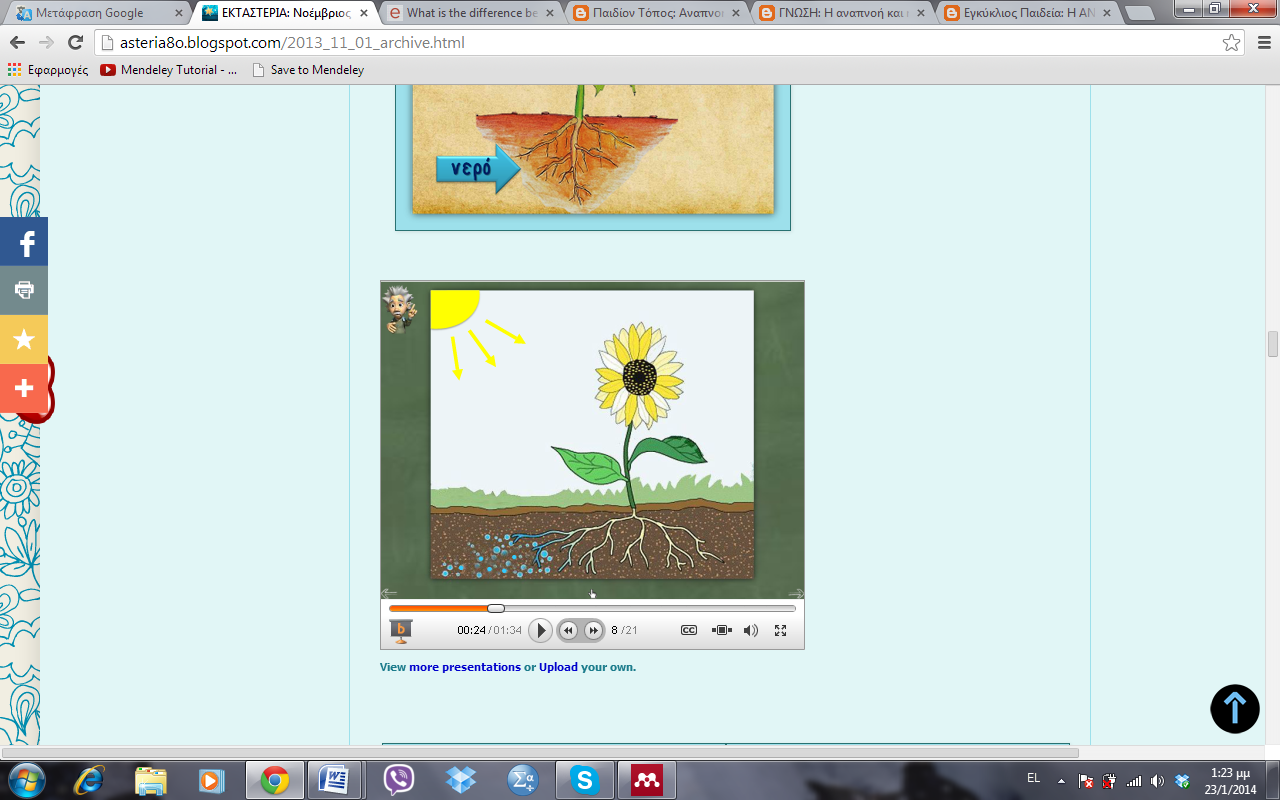 Μετάφραση Google
ΕΚΤΑΣΤΕΡΙΑ: Νοέμβριος
What is the difference be
Παιδίον Τόπος: Αναπνοή
ΓΝΩΣΗ: Η αναπνοή και
Εγκύκλιος Παιδεία: Η ΑΝ
asteria8o.blogspot.com/2013_11_01_archive.html
Εφαρμογές
Mendeley Tutorial - ...
Save to Mendeley
νερό
00:24/01:34
8 /21
CC
View more presentations or Upload your own.
EL
1:23 μμ
23/1/2014